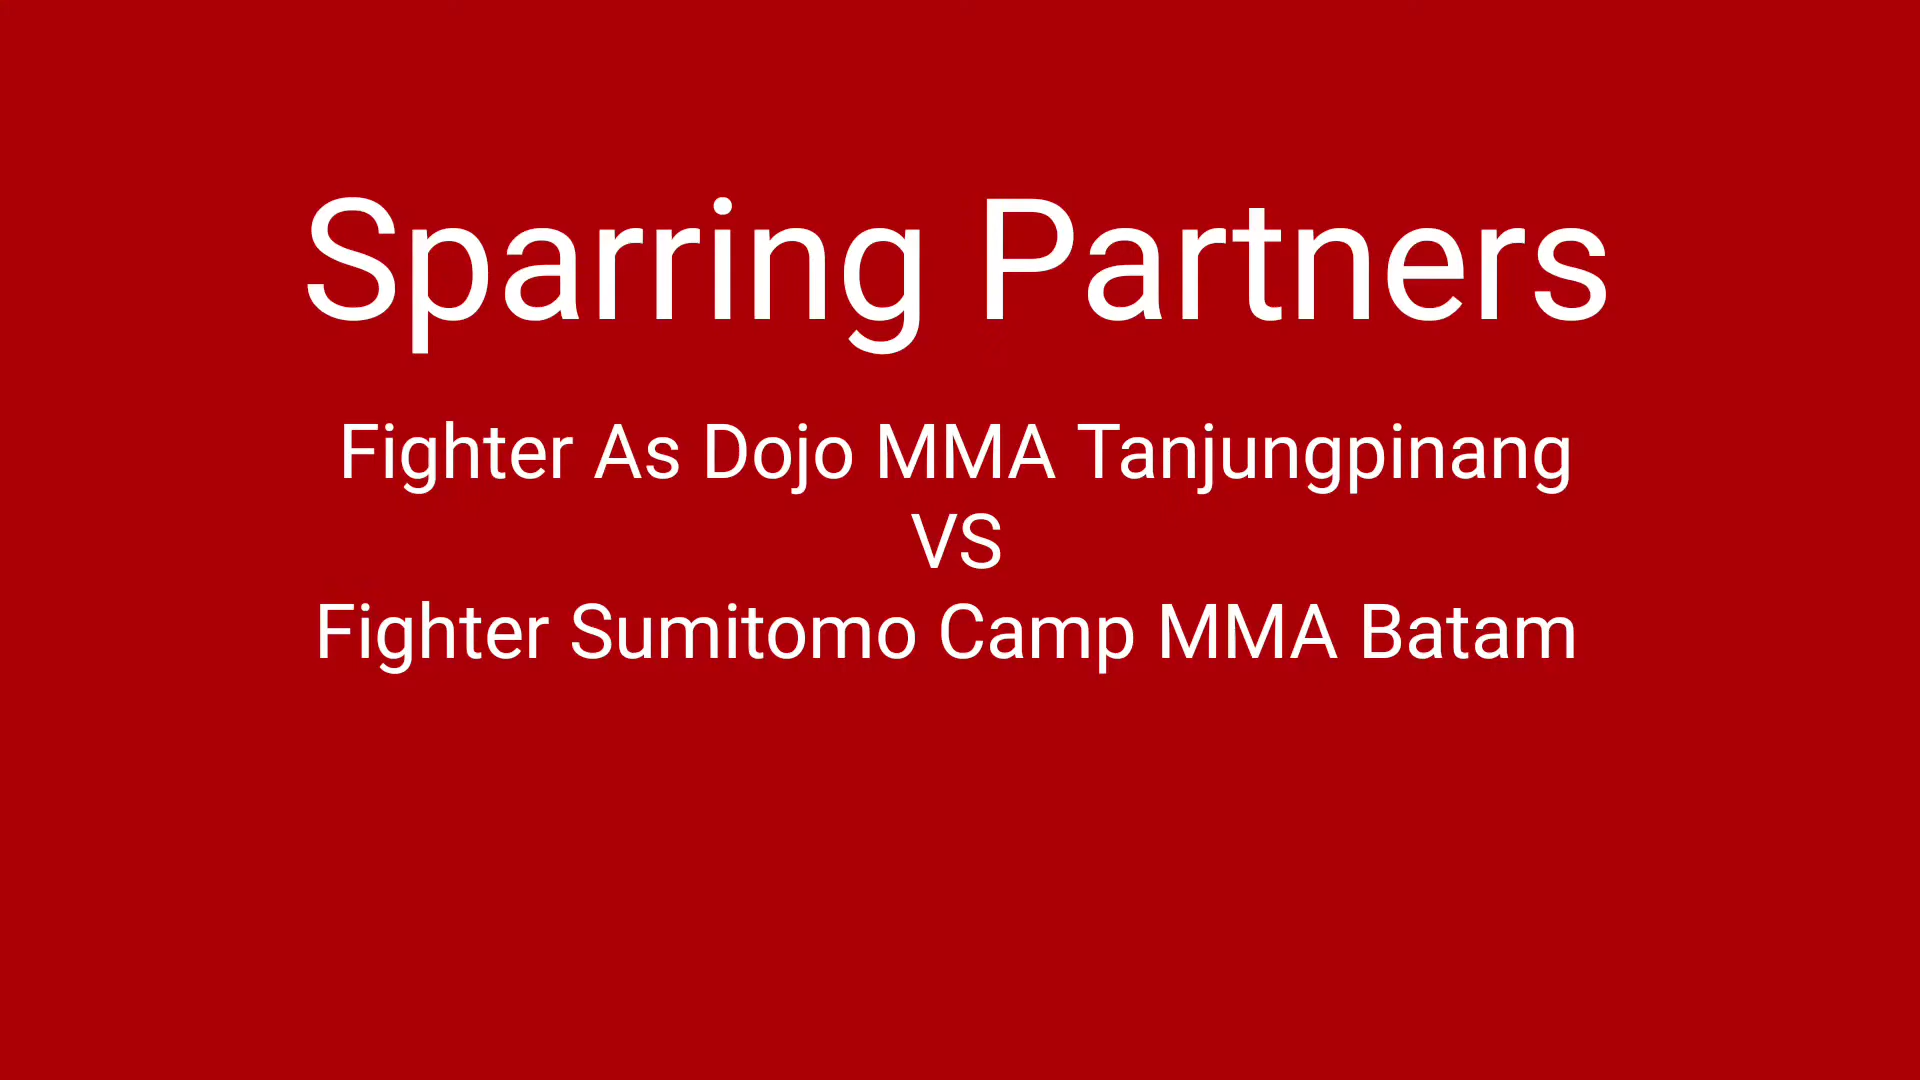 Sparring Partners
Fighter As Dojo MMA Tanjungpinang
VS
Fighter Sumitomo Camp MMA Batam